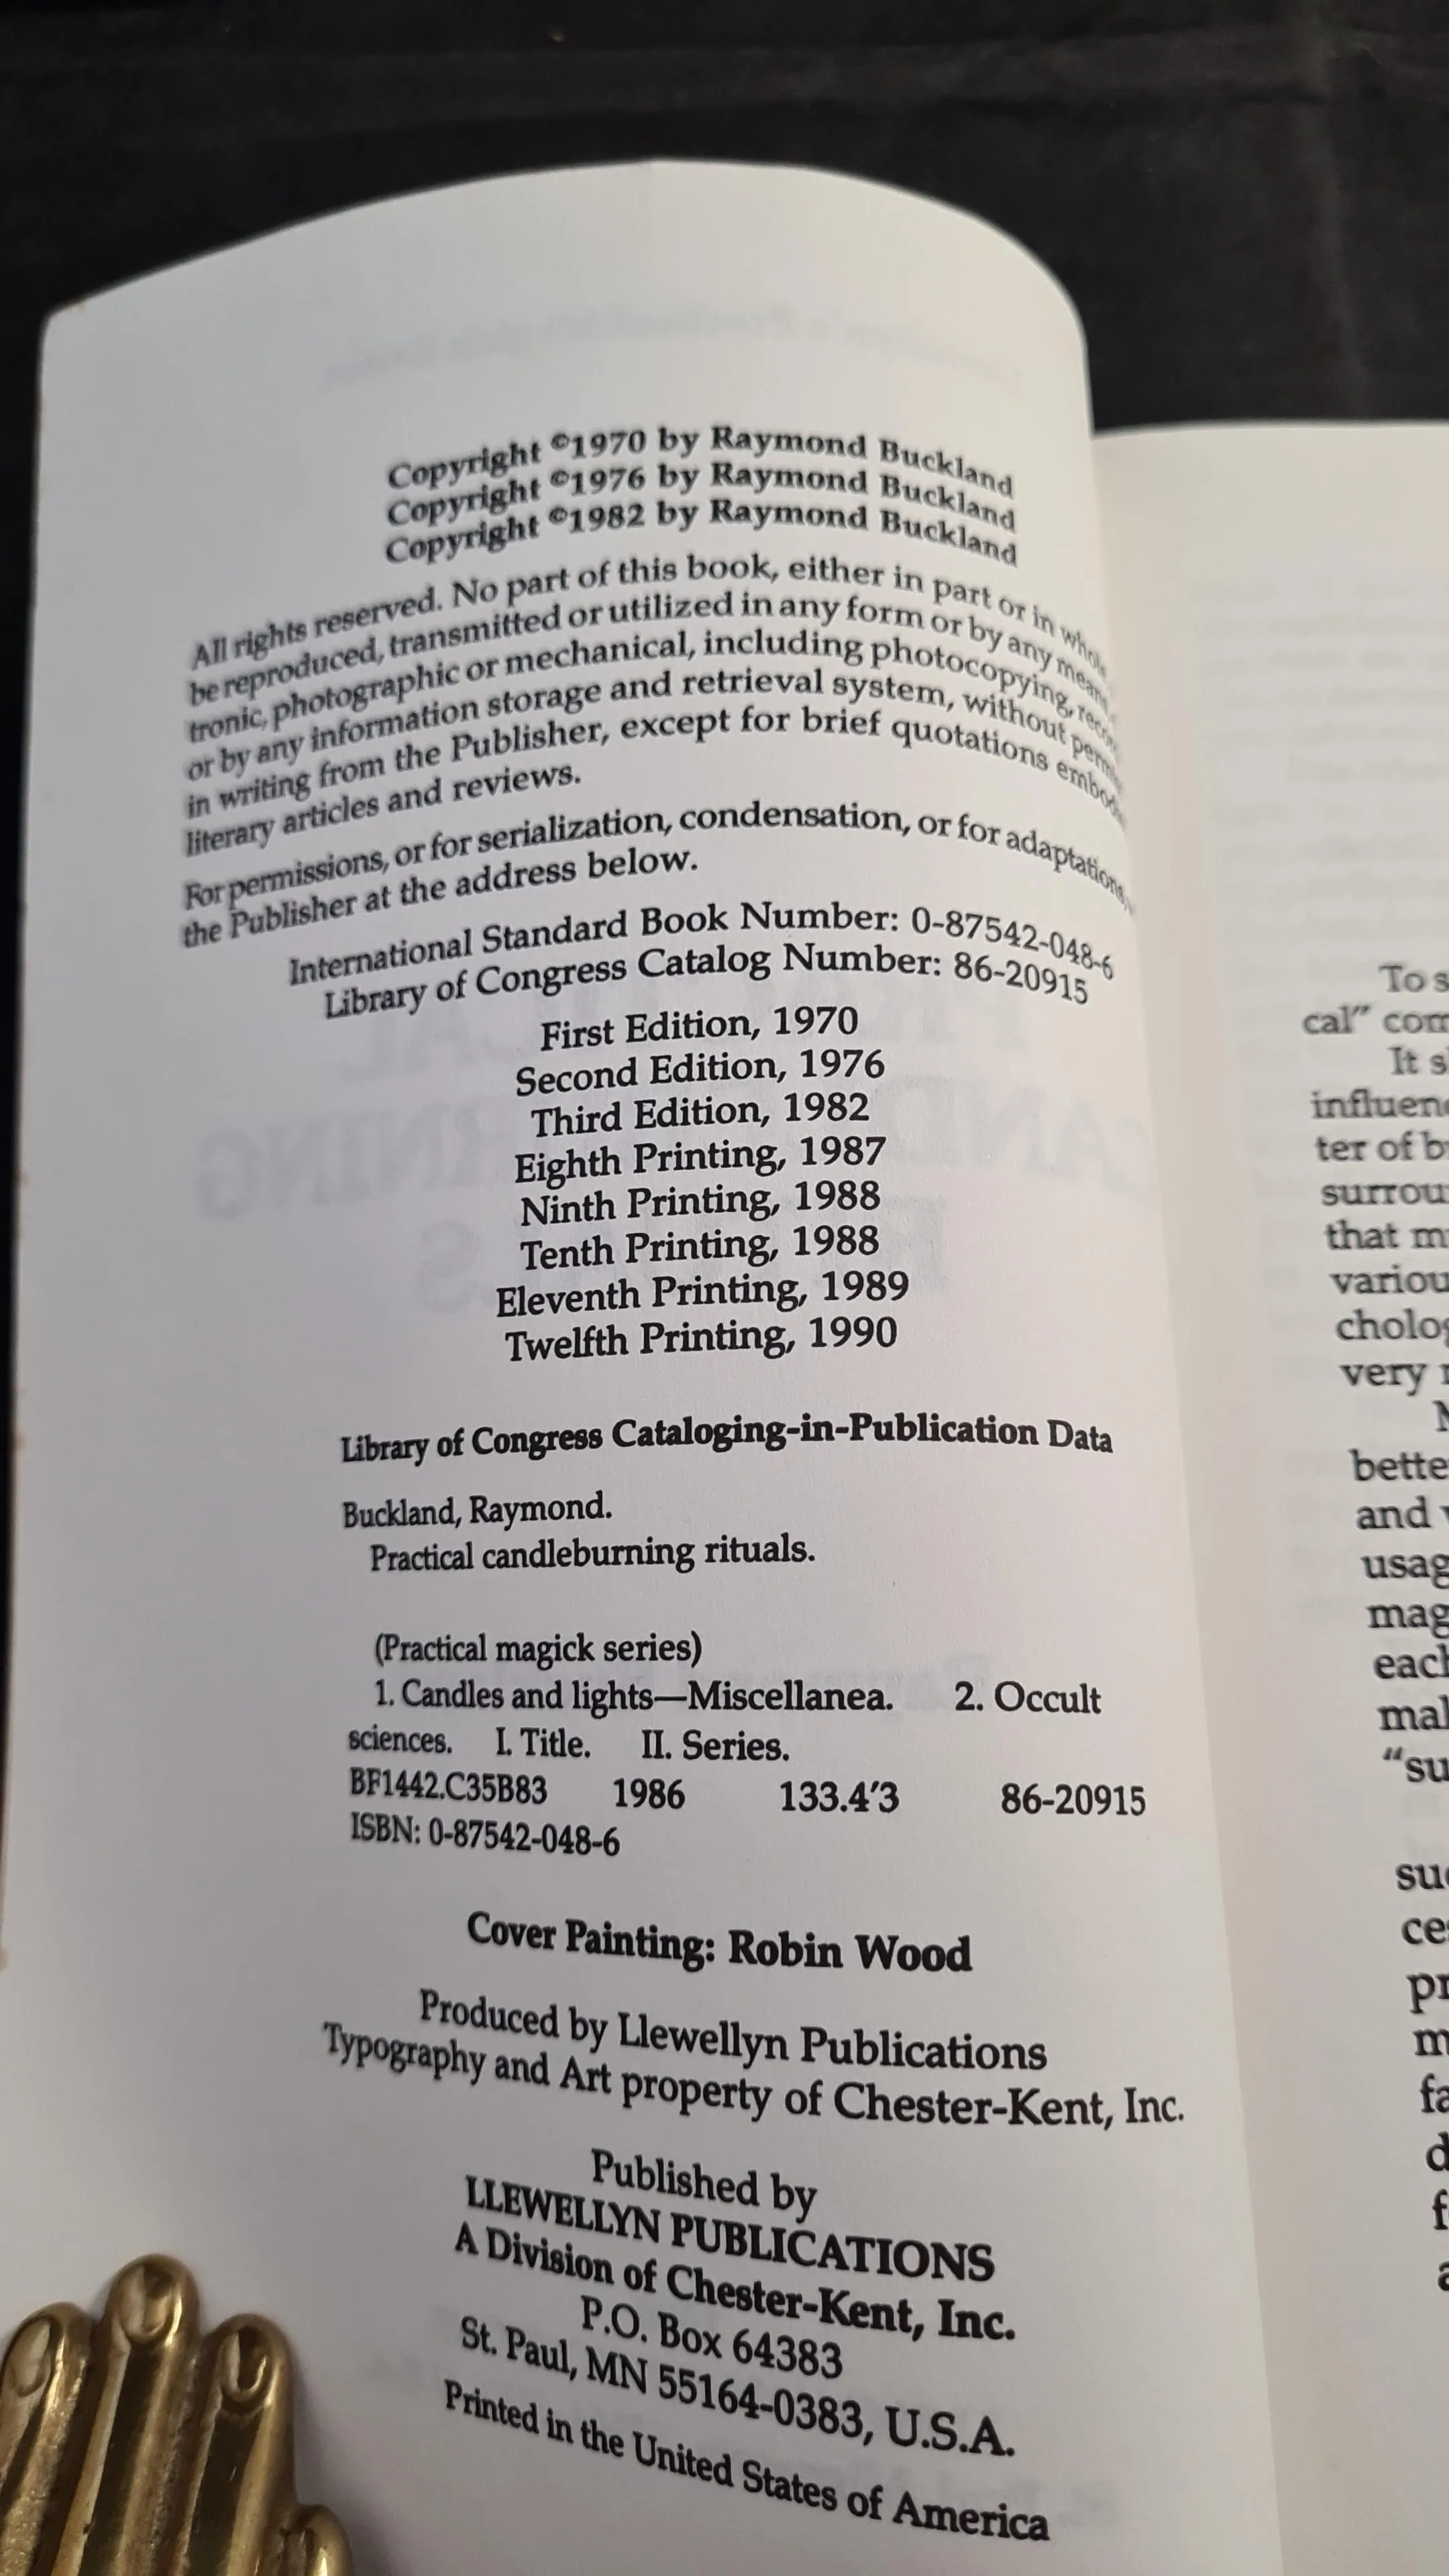 Copyright ©1970 by Raymond Buckland
Copyright ©1976 by Raymond Buckland
Copyright ©1982 by Raymond Buckland
All rights reserved. No part of this book, either in part or in whole,
be reproduced, transmitted or utilized in any form or by any means,
tronic, photographic or mechanical, including photocopying,
or by any information storage and retrieval system, without
in writing from the Publisher, except for brief quotations
literary articles and reviews.
For permissions, or for serialization, condensation, or for adaptations,
the Publisher at the address below.
International Standard Book Number: 0-87542-048-6
Library of Congress Catalog Number: 86-20915
First Edition, 1970
Second Edition, 1976
Third Edition, 1982
Eighth Printing, 1987
Ninth Printing, 1988
Tenth Printing, 1988
Eleventh Printing, 1989
Twelfth Printing, 1990
Library of Congress Cataloging-in-Publication Data
Buckland, Raymond.
Practical candleburning rituals.
(Practical magick series)
1. Candles and lights—Miscellanea. 2. Occult
sciences. I. Title. II. Series.
BF1442.C35B83 1986 133.4′3 86-20915
ISBN: 0-87542-048-6
Cover Painting: Robin Wood
Produced by Llewellyn Publications
Typography and Art property of Chester-Kent, Inc.
Published by
LLEWELLYN PUBLICATIONS
A Division of Chester-Kent, Inc.
P.O. Box 64383
St. Paul, MN 55164-0383, U.S.A.
Printed in the United States of America
To s
cal” com
It s
influen
ter of b
surrou
that m
variou
cholog
very
bette
and
usag
mag
each
mal
“su
suc
ce
pr
m
fa
d
f
a